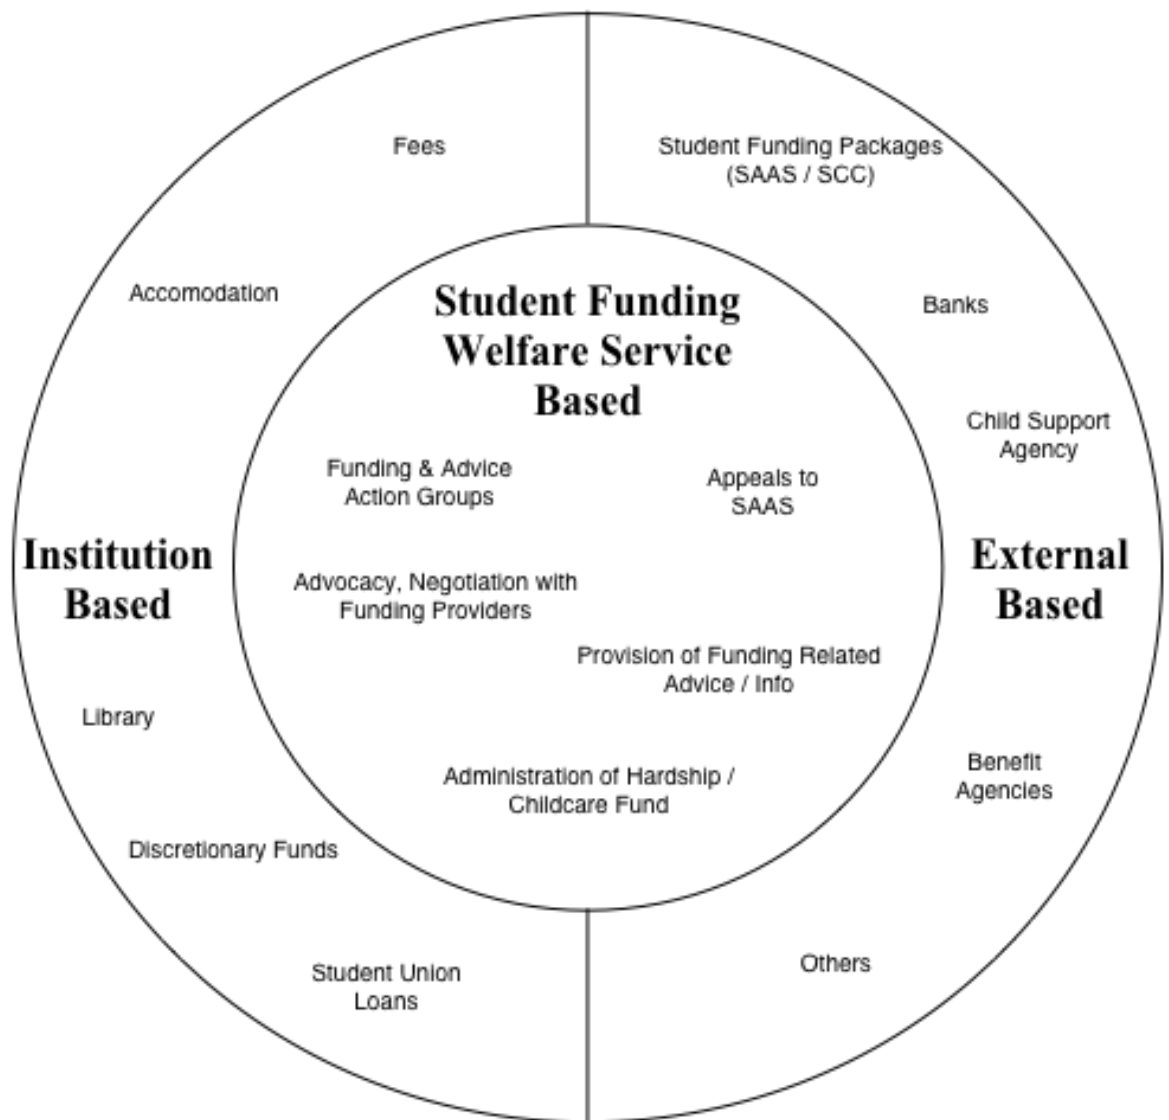 Fees
Student Funding Packages
(SAAS / SCC)
Accomodation
Banks
Student Funding
Welfare Service
Based
Child Support
Agency
Funding & Advice
Action Groups
Appeals to
SAAS
Institution
Based
External
Based
Advocacy, Negotiation with
Funding Providers
Provision of Funding Related
Advice / Info
Library
Administration of Hardship /
Childcare Fund
Benefit
Agencies
Discretionary Funds
Student Union
Loans
Others